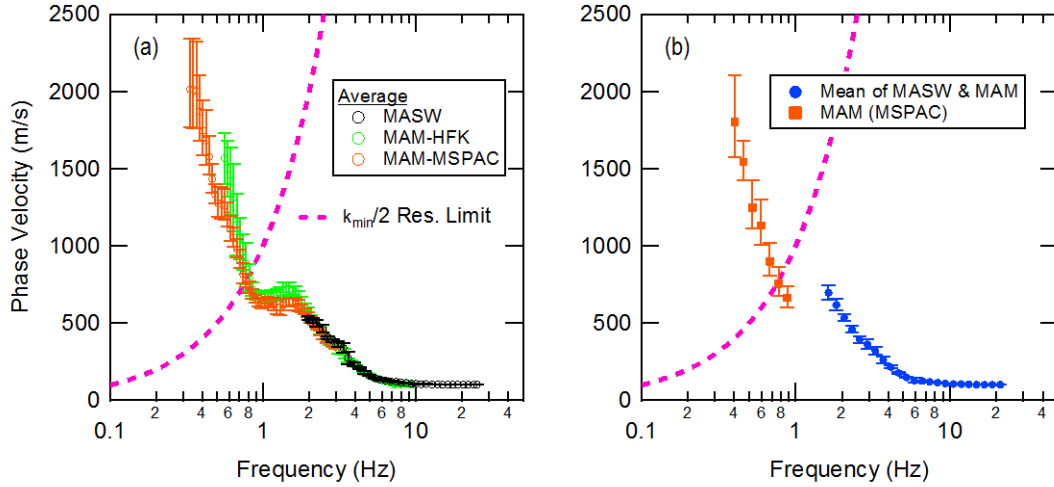 (a)
2500
2000
1500
1000
500
0
Phase Velocity (m/s)
Average
MASW
MAM-HFK
MAM-MSPAC
kmin/2 Res. Limit
2 4 6 8 2 4 6 8 2 4
0.1 1 10
Frequency (Hz)
(b)
2500
2000
1500
1000
500
0
Mean of MASW & MAM
MAM (MSPAC)
2 4 6 8 2 4 6 8 2 4
0.1 1 10
Frequency (Hz)